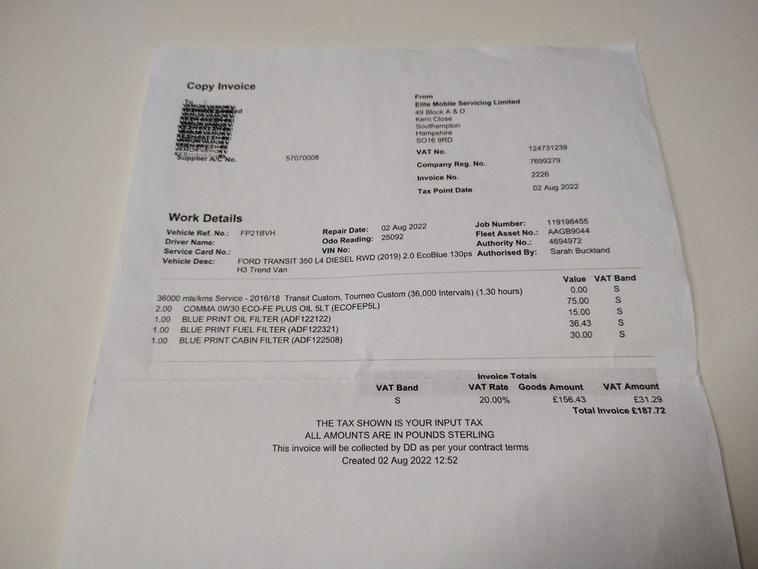 Copy Invoice
To
From
Elite Mobile Servicing Limited
49 Block A & D
Kern Close
Southampton
Hampshire
SO16 9RD
Supplier A/C No. 57070008
VAT No. 124731239
Company Reg. No. 7699279
Invoice No. 2226
Tax Point Date 02 Aug 2022
Work Details
Vehicle Ref. No.: FP21BVH Repair Date: 02 Aug 2022 Job Number: 119198455
Driver Name: Odo Reading: 25092 Fleet Asset No.: AAGB9044
Service Card No.: VIN No: Authority No.: 4694972
Vehicle Desc: FORD TRANSIT 350 L4 DIESEL RWD (2019) 2.0 EcoBlue 130ps Authorised By: Sarah Buckland
H3 Trend Van
Value VAT Band
36000 mls/kms Service - 2016/18 Transit Custom, Tourneo Custom (36,000 Intervals) (1.30 hours) 0.00 S
2.00 COMMA 0W30 ECO-FE PLUS OIL 5LT (ECOFEP5L) 75.00 S
1.00 BLUE PRINT OIL FILTER (ADF122122) 15.00 S
1.00 BLUE PRINT FUEL FILTER (ADF122321) 36.43 S
1.00 BLUE PRINT CABIN FILTER (ADF122508) 30.00 S
Invoice Totals
VAT Band VAT Rate Goods Amount VAT Amount
S 20.00% £156.43 £31.29
Total Invoice £187.72
THE TAX SHOWN IS YOUR INPUT TAX
ALL AMOUNTS ARE IN POUNDS STERLING
This invoice will be collected by DD as per your contract terms
Created 02 Aug 2022 12:52